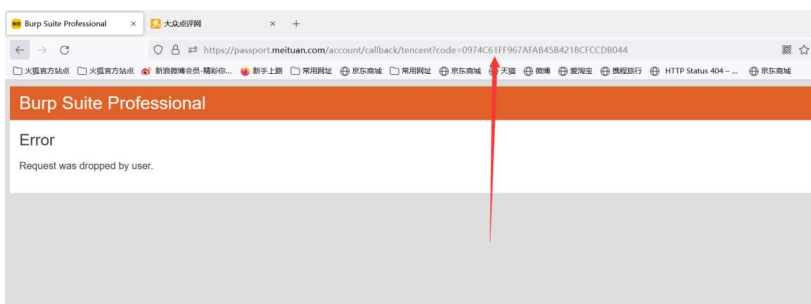 Burp Suite Professional × 大众点评网 × +
https://passport.meituan.com/account/callback/tencent?code=0974C61FF967AFAB45B4218CFCCDB044
火狐官方站点 火狐官方站点 新浪微博会员-精彩你... 新手上路 常用网址 京东商城 常用网址 京东商城 天猫 微博 爱淘宝 携程旅行 HTTP Status 404 – ... 京东商城
Burp Suite Professional
Error
Request was dropped by user.